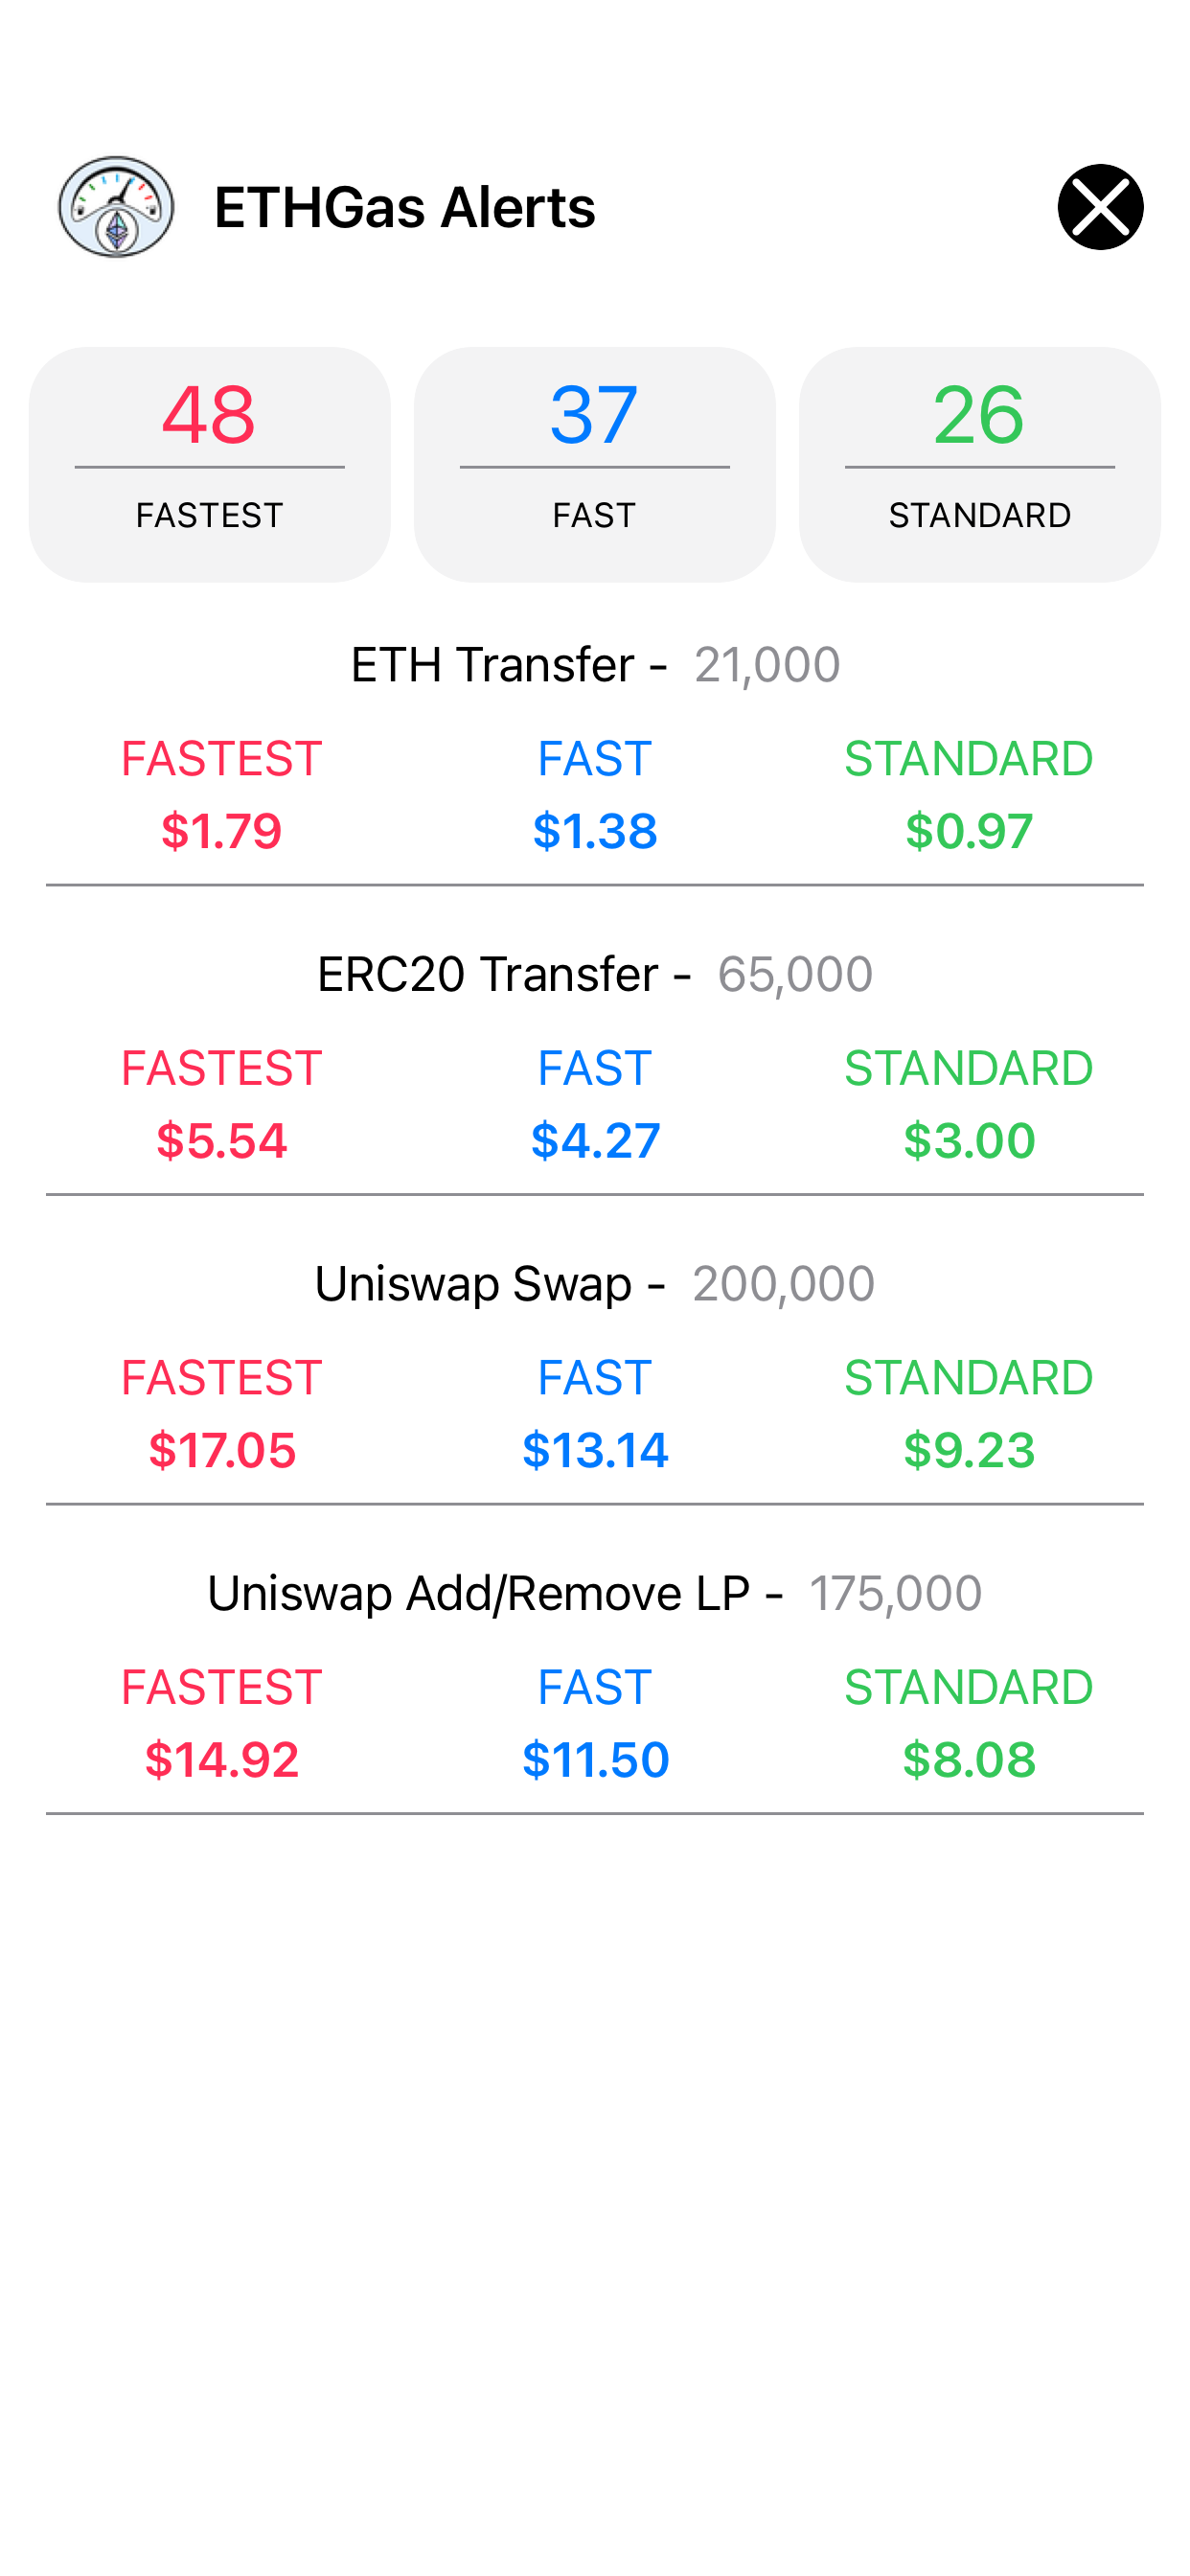 ETHGas Alerts
48 37 26
FASTEST FAST STANDARD
ETH Transfer - 21,000
FASTEST FAST STANDARD
$1.79 $1.38 $0.97
ERC20 Transfer - 65,000
FASTEST FAST STANDARD
$5.54 $4.27 $3.00
Uniswap Swap - 200,000
FASTEST FAST STANDARD
$17.05 $13.14 $9.23
Uniswap Add/Remove LP - 175,000
FASTEST FAST STANDARD
$14.92 $11.50 $8.08